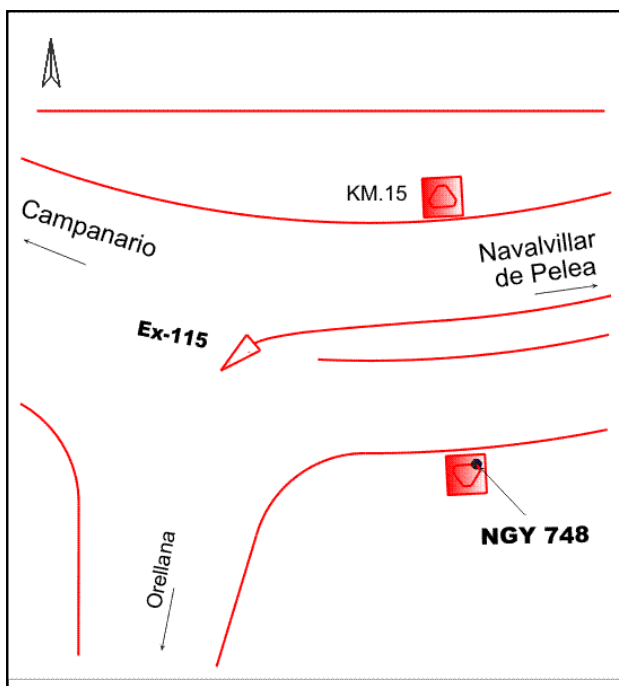 KM.15
Campanario
Navalvillar
de Pelea
Ex-115
NGY 748
Orellana